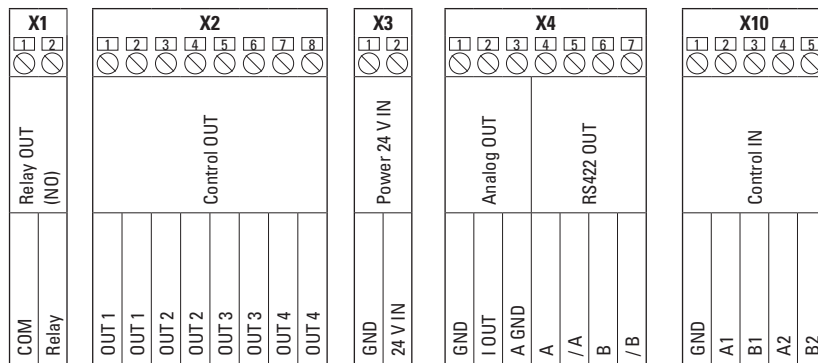 X1 X2 X3 X4 X10
1 2 1 2 3 4 5 6 7 8 1 2 1 2 3 4 5 6 7 1 2 3 4 5
Relay OUT
(NO)
Control OUT
Power 24 V IN
Analog OUT
RS422 OUT
Control IN
COM
Relay
OUT 1
OUT 1
OUT 2
OUT 2
OUT 3
OUT 3
OUT 4
OUT 4
GND
24 V IN
GND
I OUT
A GND
A
/ A
B
/ B
GND
A1
B1
A2
B2